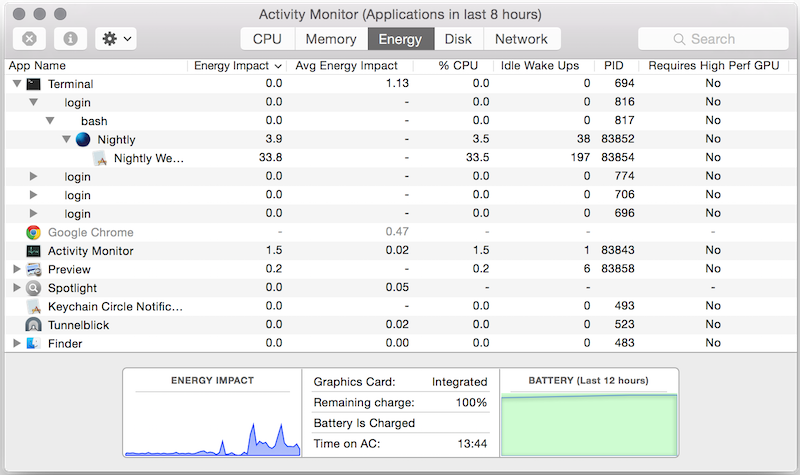 Activity Monitor (Applications in last 8 hours)
CPU Memory Energy Disk Network Search
App Name Energy Impact Avg Energy Impact % CPU Idle Wake Ups PID Requires High Perf GPU
Terminal 0.0 1.13 0.0 0 694 No
login 0.0 - 0.0 0 816 No
bash 0.0 - 0.0 0 817 No
Nightly 3.9 - 3.5 38 83852 No
Nightly We... 33.8 - 33.5 197 83854 No
login 0.0 - 0.0 0 774 No
login 0.0 - 0.0 0 706 No
login 0.0 - 0.0 0 696 No
Google Chrome - 0.47 - - - -
Activity Monitor 1.5 0.02 1.5 1 83843 No
Preview 0.2 - 0.2 6 83858 No
Spotlight - 0.05 - - - -
Keychain Circle Notific... 0.0 - 0.0 0 493 No
Tunnelblick 0.0 0.02 0.0 0 523 No
Finder 0.0 0.00 0.0 0 483 No
ENERGY IMPACT
Graphics Card: Integrated
Remaining charge: 100%
Battery Is Charged
Time on AC: 13:44
BATTERY (Last 12 hours)